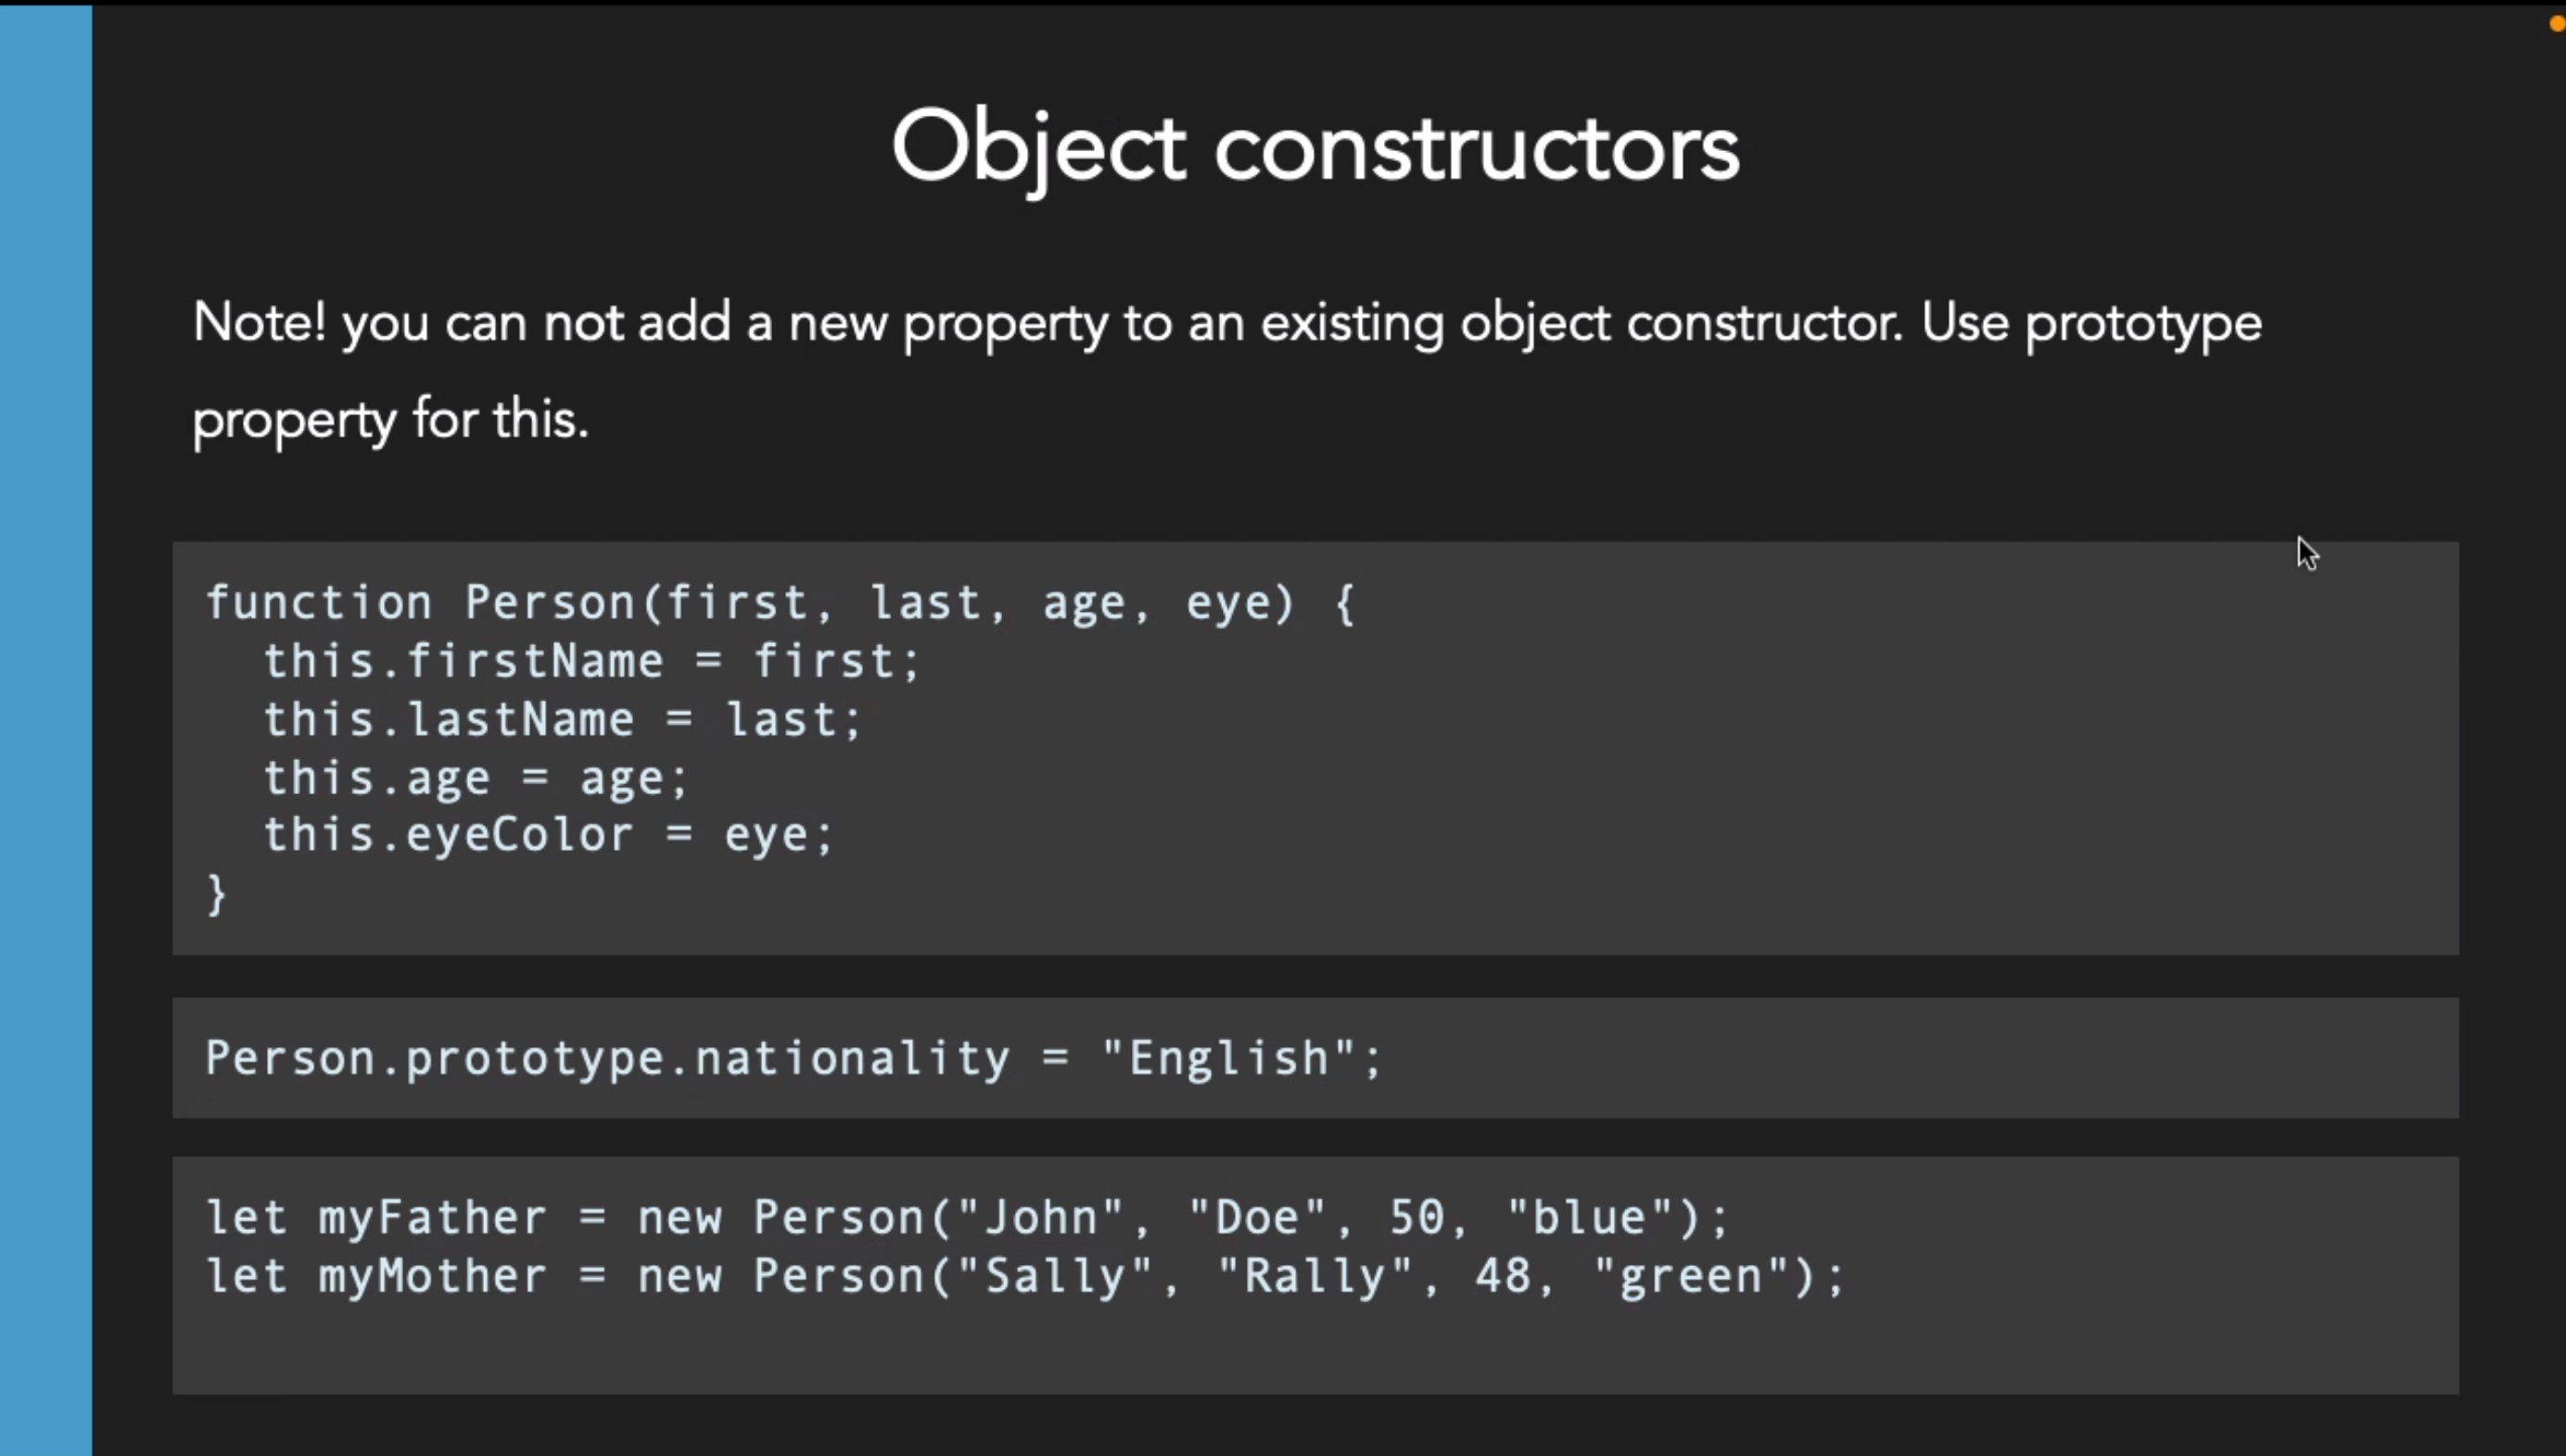 Object constructors
Note! you can not add a new property to an existing object constructor. Use prototype
property for this.
function Person(first, last, age, eye) {
  this.firstName = first;
  this.lastName = last;
  this.age = age;
  this.eyeColor = eye;
}
Person.prototype.nationality = "English";
let myFather = new Person("John", "Doe", 50, "blue");
let myMother = new Person("Sally", "Rally", 48, "green");